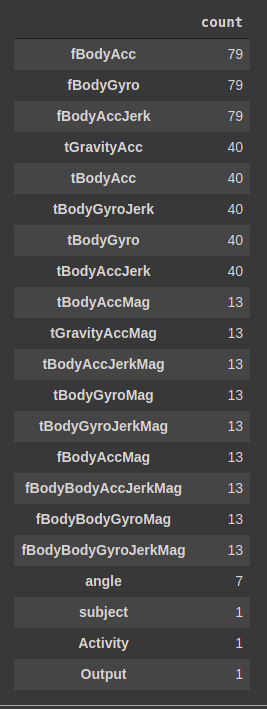 count
fBodyAcc 79
fBodyGyro 79
fBodyAccJerk 79
tGravityAcc 40
tBodyAcc 40
tBodyGyroJerk 40
tBodyGyro 40
tBodyAccJerk 40
tBodyAccMag 13
tGravityAccMag 13
tBodyAccJerkMag 13
tBodyGyroMag 13
tBodyGyroJerkMag 13
fBodyAccMag 13
fBodyBodyAccJerkMag 13
fBodyBodyGyroMag 13
fBodyBodyGyroJerkMag 13
angle 7
subject 1
Activity 1
Output 1